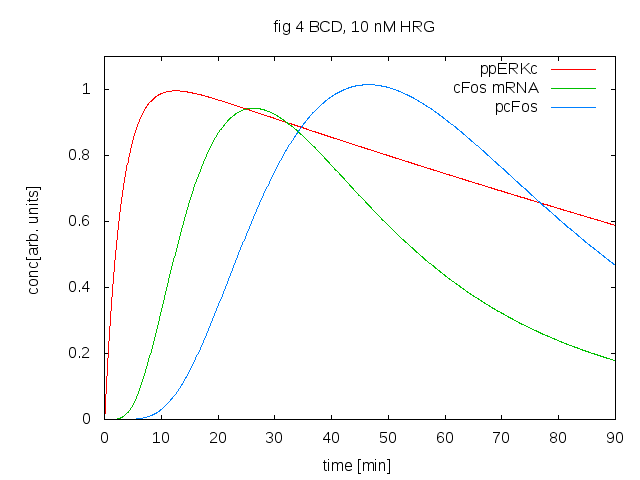 fig 4 BCD, 10 nM HRG
ppERKc
cFos mRNA
pcFos
conc[arb. units]
1
0.8
0.6
0.4
0.2
0
0 10 20 30 40 50 60 70 80 90
time [min]